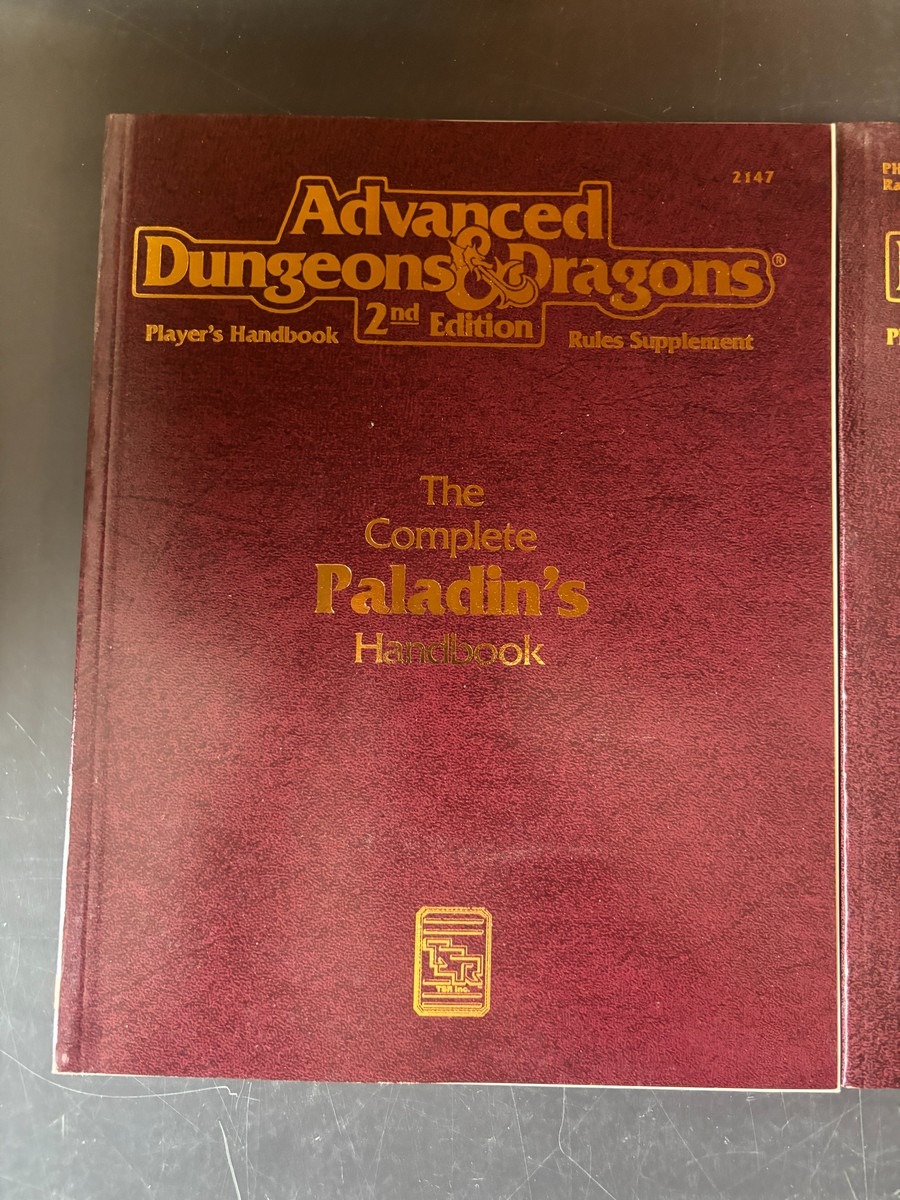 2147
Advanced
Dungeons & Dragons®
2nd Edition
Player's Handbook
Rules Supplement
The
Complete
Paladin's
Handbook
TSR
TSR Inc.